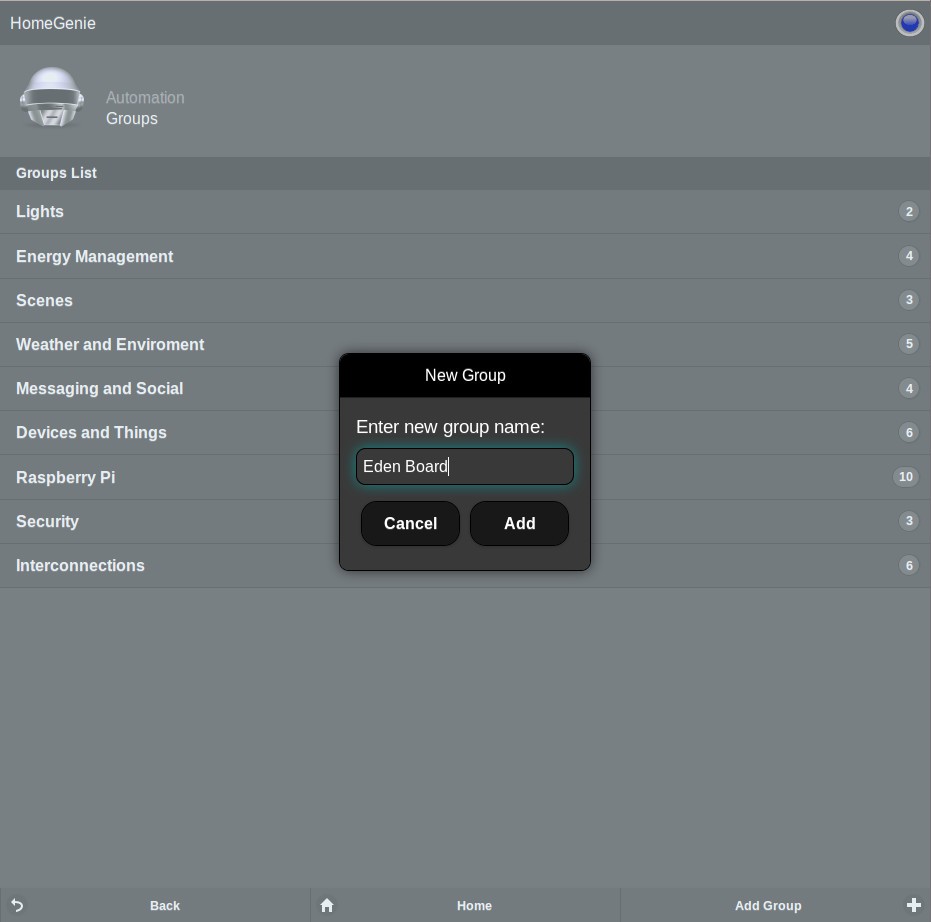 HomeGenie
Automation
Groups
Groups List
Lights 2
Energy Management 4
Scenes 3
Weather and Enviroment 5
Messaging and Social 4
Devices and Things 6
Raspberry Pi 10
Security 3
Interconnections 6
New Group
Enter new group name:
Eden Board
Cancel Add
Back Home Add Group